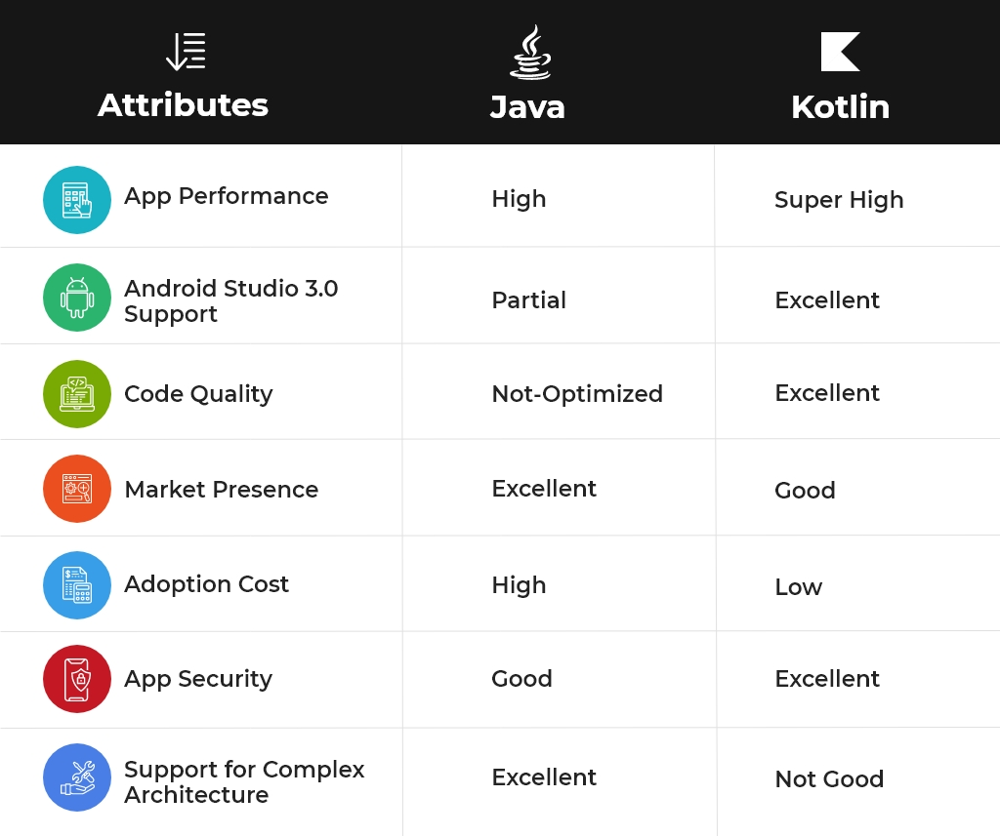 Attributes
Java
Kotlin
App Performance
High
Super High
Android Studio 3.0
Support
Partial
Excellent
Code Quality
Not-Optimized
Excellent
Market Presence
Excellent
Good
Adoption Cost
High
Low
App Security
Good
Excellent
Support for Complex
Architecture
Excellent
Not Good